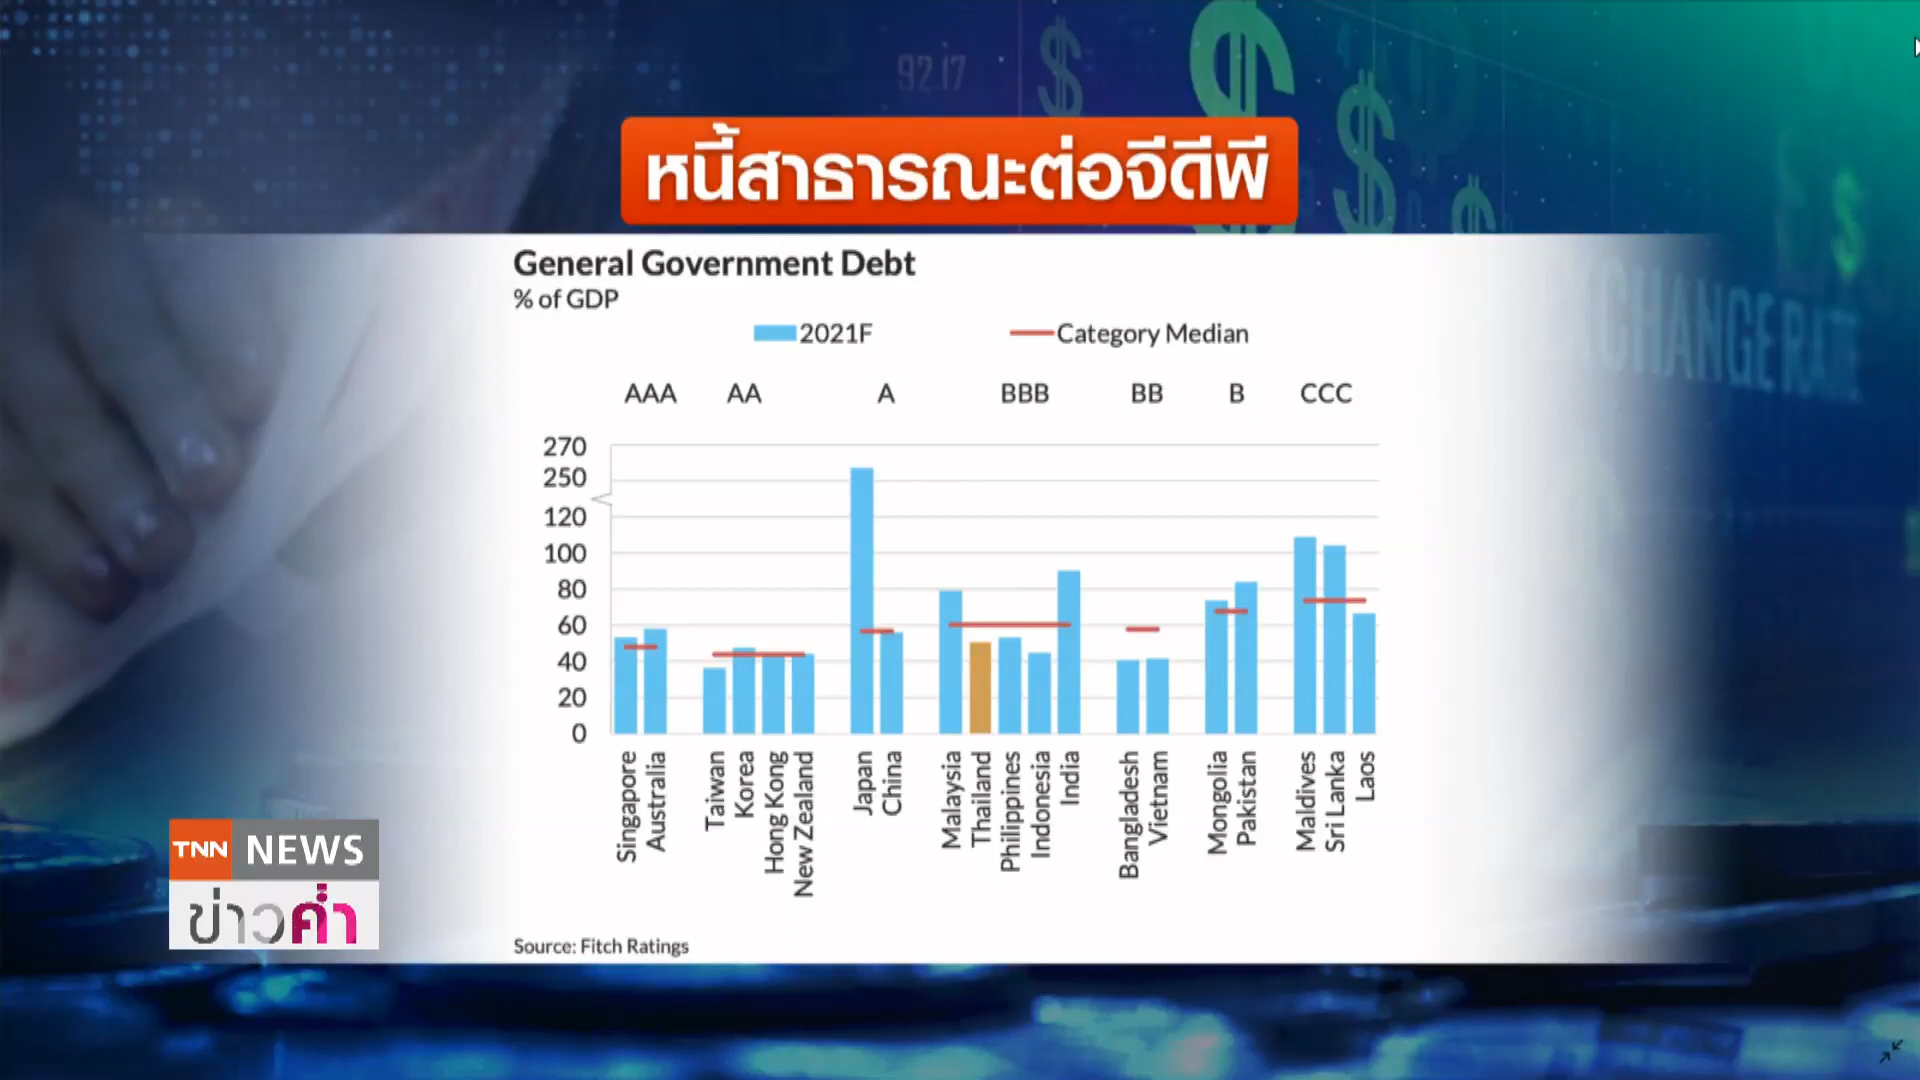 92.17
หนี้สาธารณะต่อจีดีพี
General Government Debt
% of GDP
2021F
Category Median
AAA AA A BBB BB B CCC
270
250
120
100
80
60
40
20
0
Singapore
Australia
Taiwan
Korea
Hong Kong
New Zealand
Japan
China
Malaysia
Thailand
Philippines
Indonesia
India
Bangladesh
Vietnam
Mongolia
Pakistan
Maldives
Sri Lanka
Laos
Source: Fitch Ratings
TNN NEWS
ข่าวค่ำ